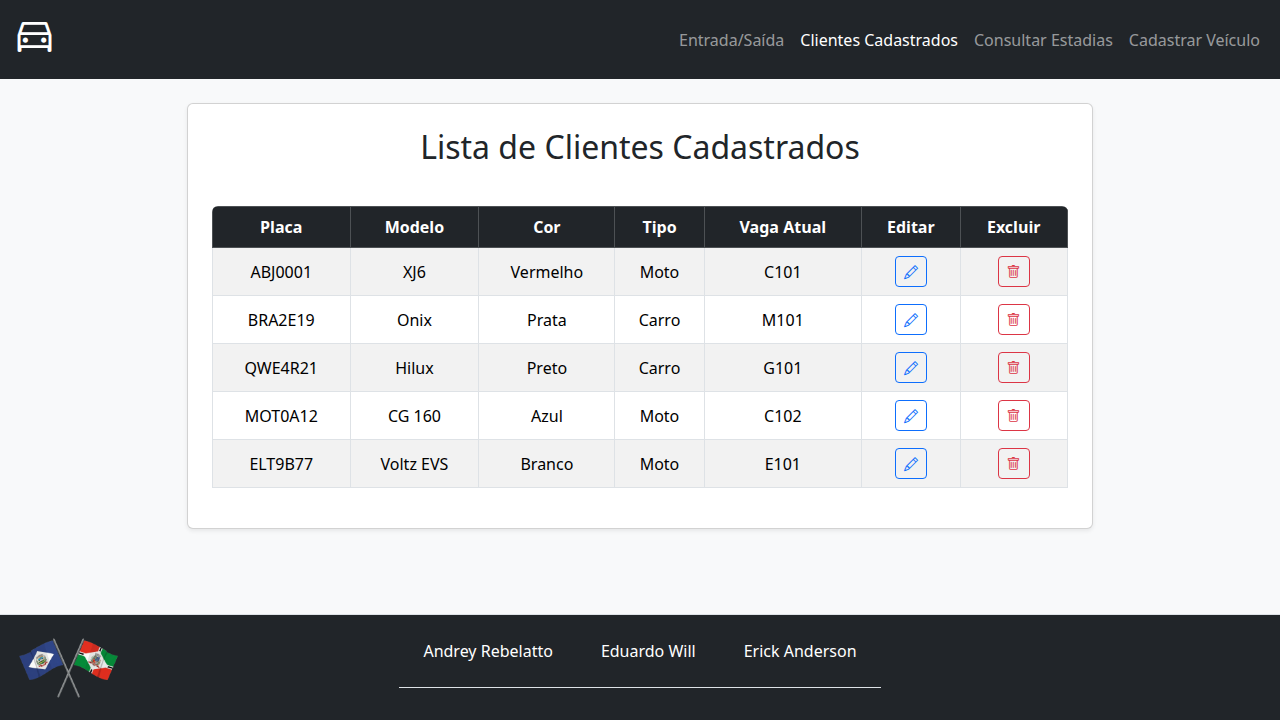 Entrada/Saída Clientes Cadastrados Consultar Estadias Cadastrar Veículo
Lista de Clientes Cadastrados
Placa Modelo Cor Tipo Vaga Atual Editar Excluir
ABJ0001 XJ6 Vermelho Moto C101
BRA2E19 Onix Prata Carro M101
QWE4R21 Hilux Preto Carro G101
MOT0A12 CG 160 Azul Moto C102
ELT9B77 Voltz EVS Branco Moto E101
Andrey Rebelatto Eduardo Will Erick Anderson